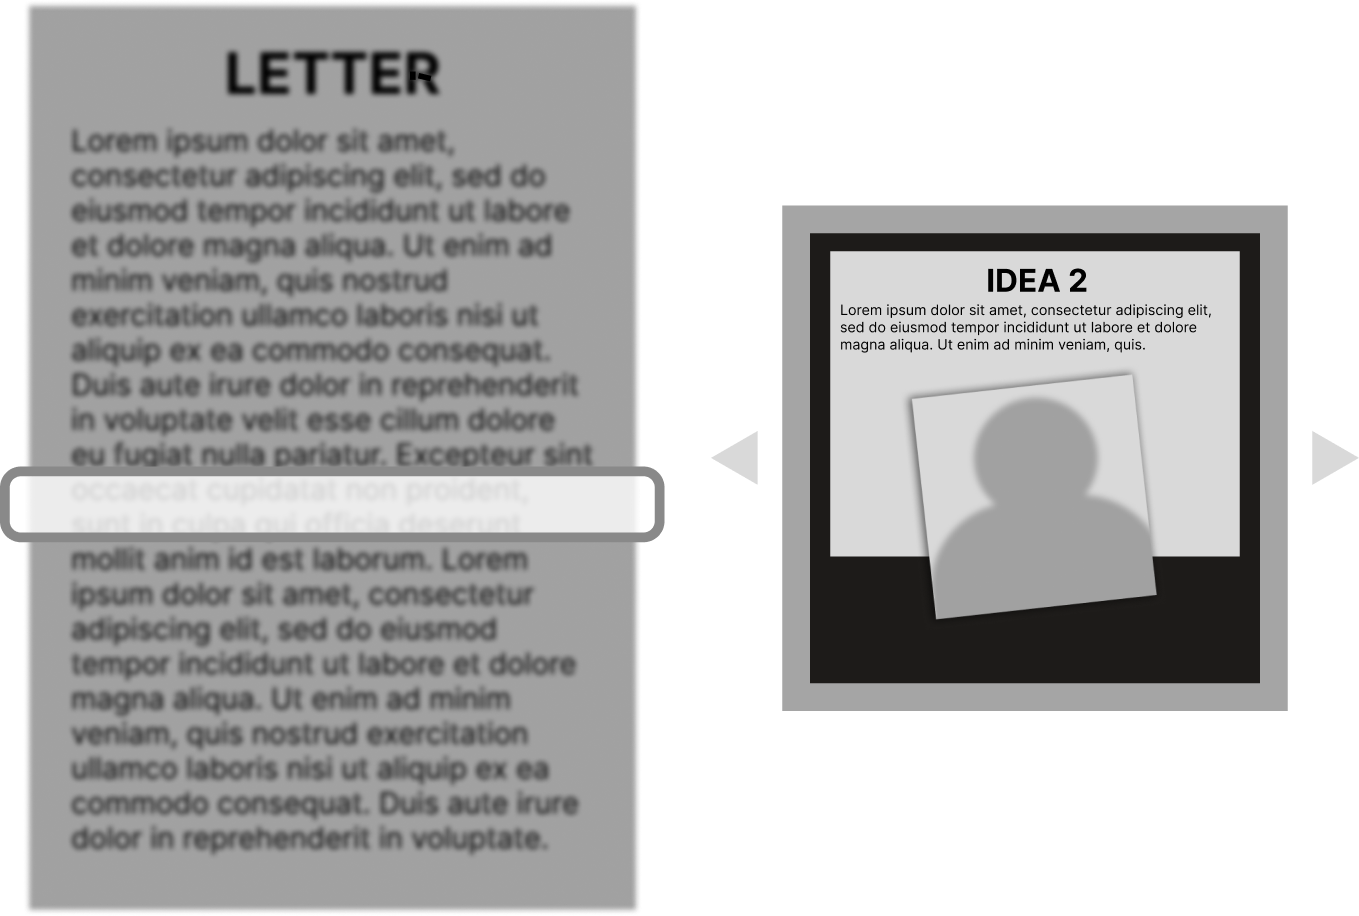 LETTER
Lorem ipsum dolor sit amet,
consectetur adipiscing elit, sed do
eiusmod tempor incididunt ut labore
et dolore magna aliqua. Ut enim ad
minim veniam, quis nostrud
exercitation ullamco laboris nisi ut
aliquip ex ea commodo consequat.
Duis aute irure dolor in reprehenderit
in voluptate velit esse cillum dolore
eu fugiat nulla pariatur. Excepteur sint
occaecat cupidatat non proident,
sunt in culpa qui officia deserunt
mollit anim id est laborum. Lorem
ipsum dolor sit amet, consectetur
adipiscing elit, sed do eiusmod
tempor incididunt ut labore et dolore
magna aliqua. Ut enim ad minim
veniam, quis nostrud exercitation
ullamco laboris nisi ut aliquip ex ea
commodo consequat. Duis aute irure
dolor in reprehenderit in voluptate.
IDEA 2
Lorem ipsum dolor sit amet, consectetur adipiscing elit,
sed do eiusmod tempor incididunt ut labore et dolore
magna aliqua. Ut enim ad minim veniam, quis.